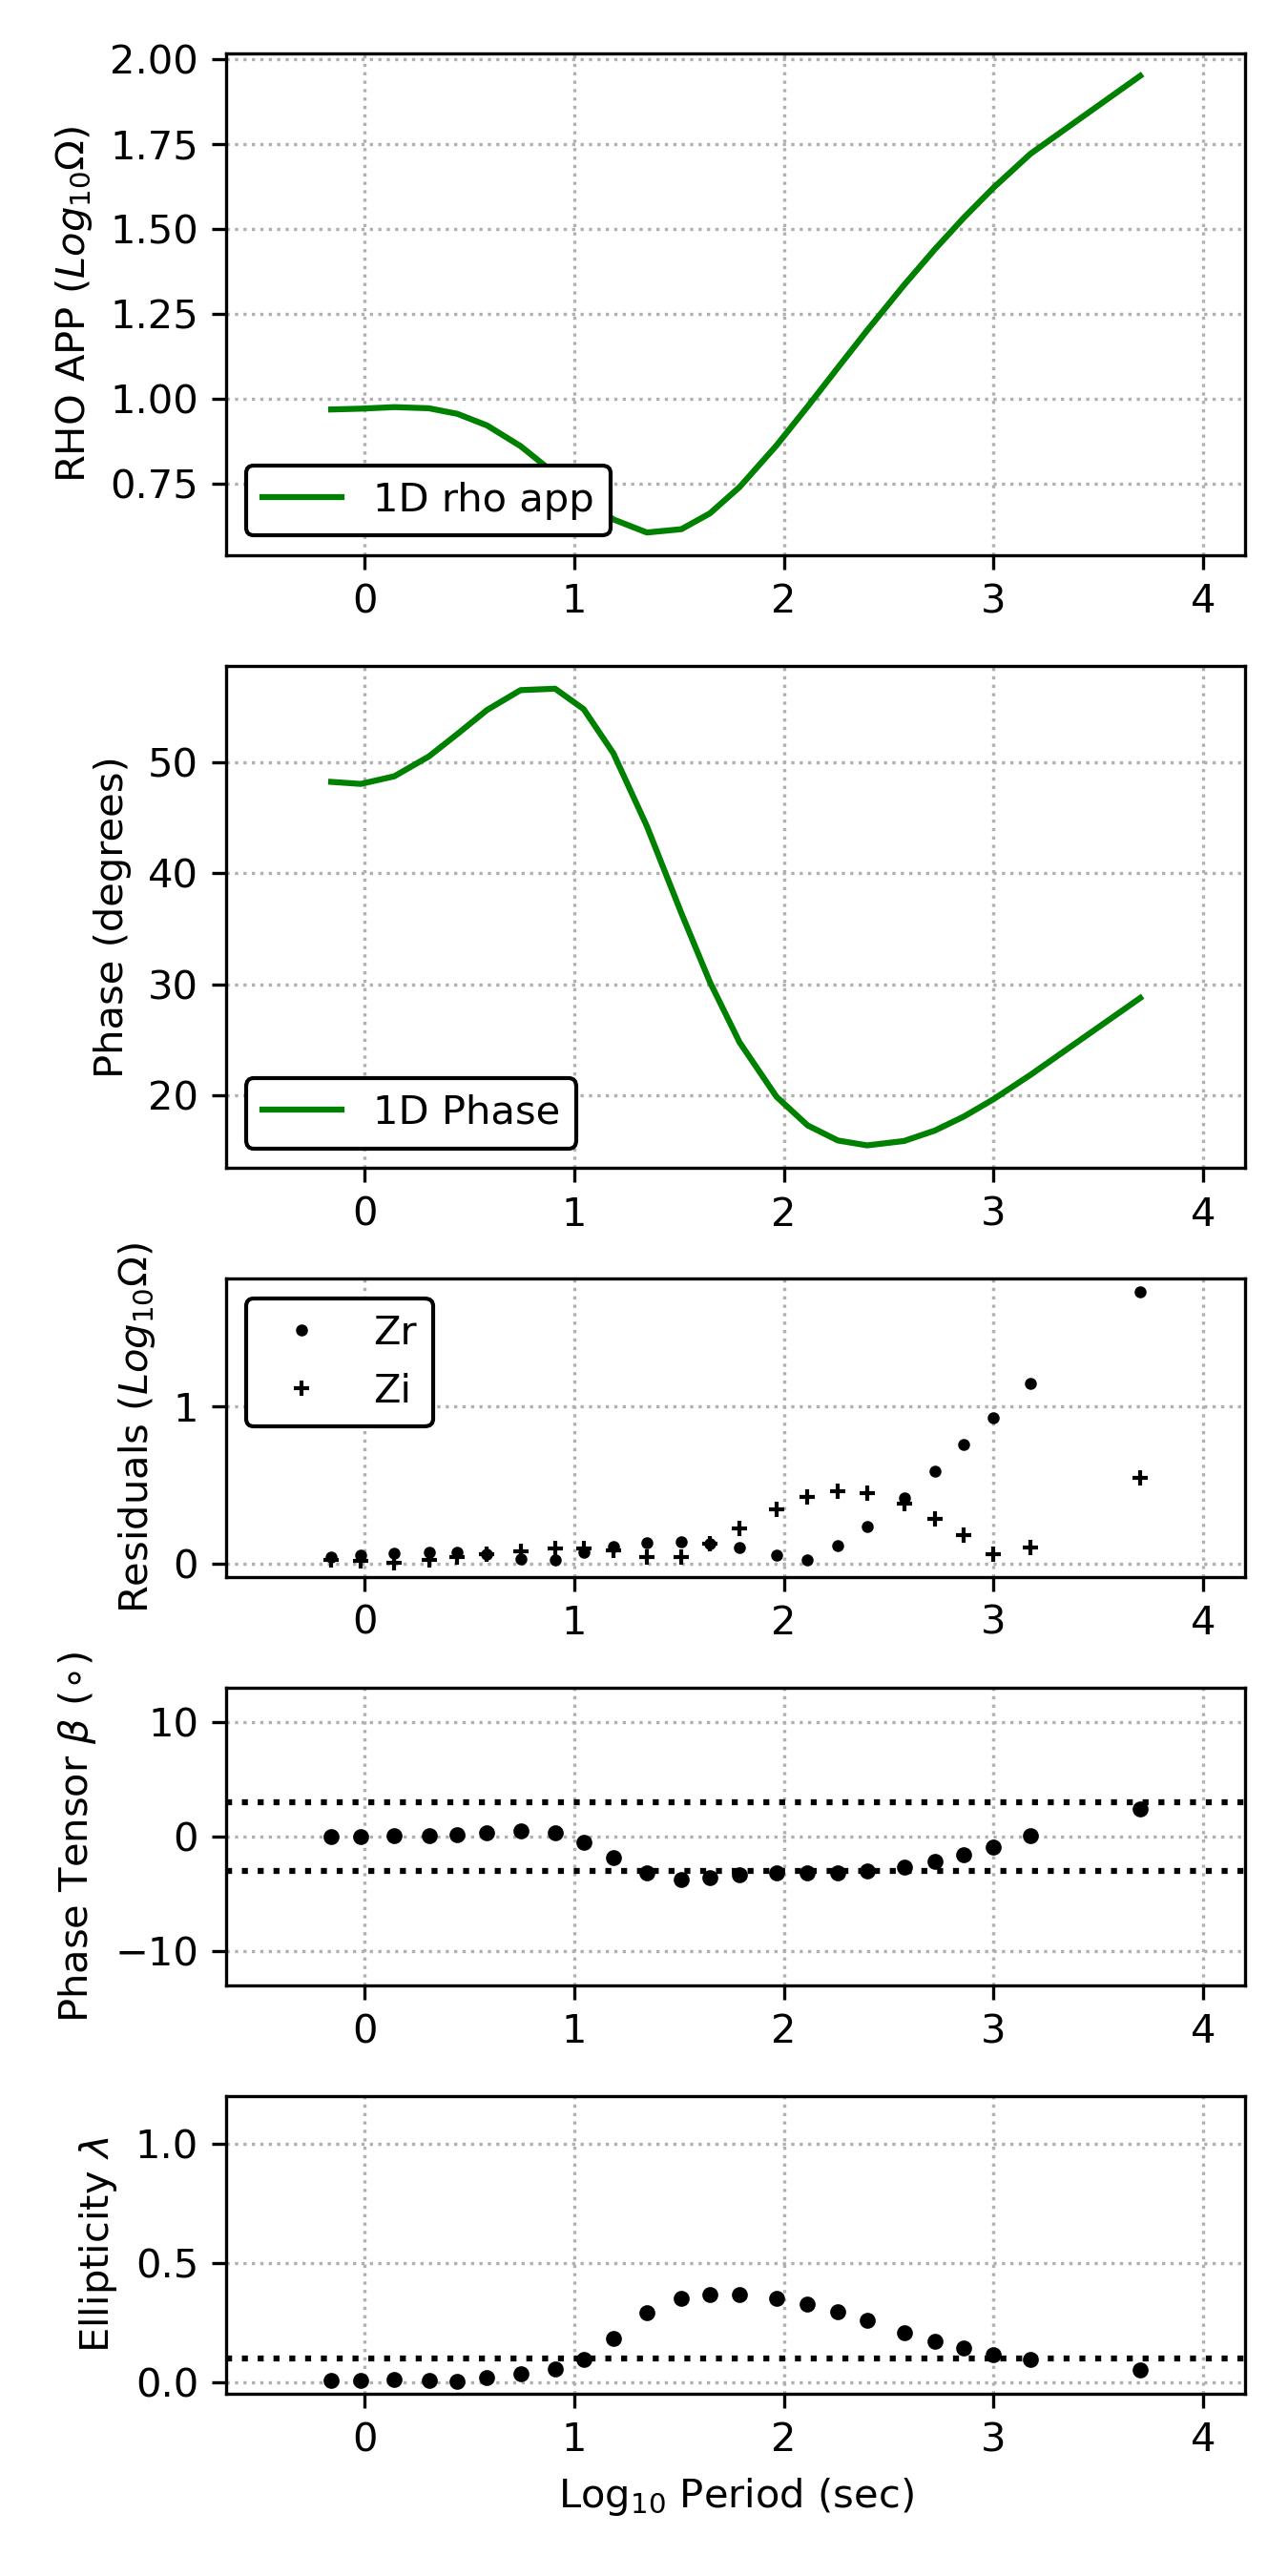 RHO APP (Log₁₀Ω)
2.00
1.75
1.50
1.25
1.00
0.75
1D rho app
0 1 2 3 4
Phase (degrees)
50
40
30
20
1D Phase
0 1 2 3 4
Residuals (Log₁₀Ω)
1
0
Zr
Zi
0 1 2 3 4
Phase Tensor β (∘)
10
0
−10
0 1 2 3 4
Ellipticity λ
1.0
0.5
0.0
0 1 2 3 4
Log₁₀ Period (sec)